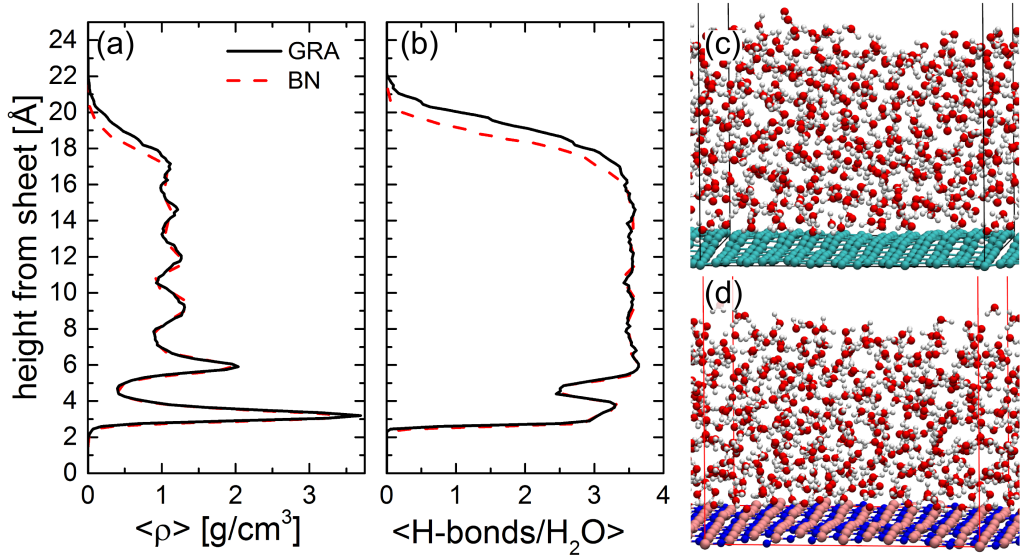 (a)
GRA
BN
(b)
(c)
(d)
height from sheet [Å]
24
22
20
18
16
14
12
10
8
6
4
2
0
0 1 2 3
0 1 2 3 4
<ρ> [g/cm³]
<H-bonds/H₂O>